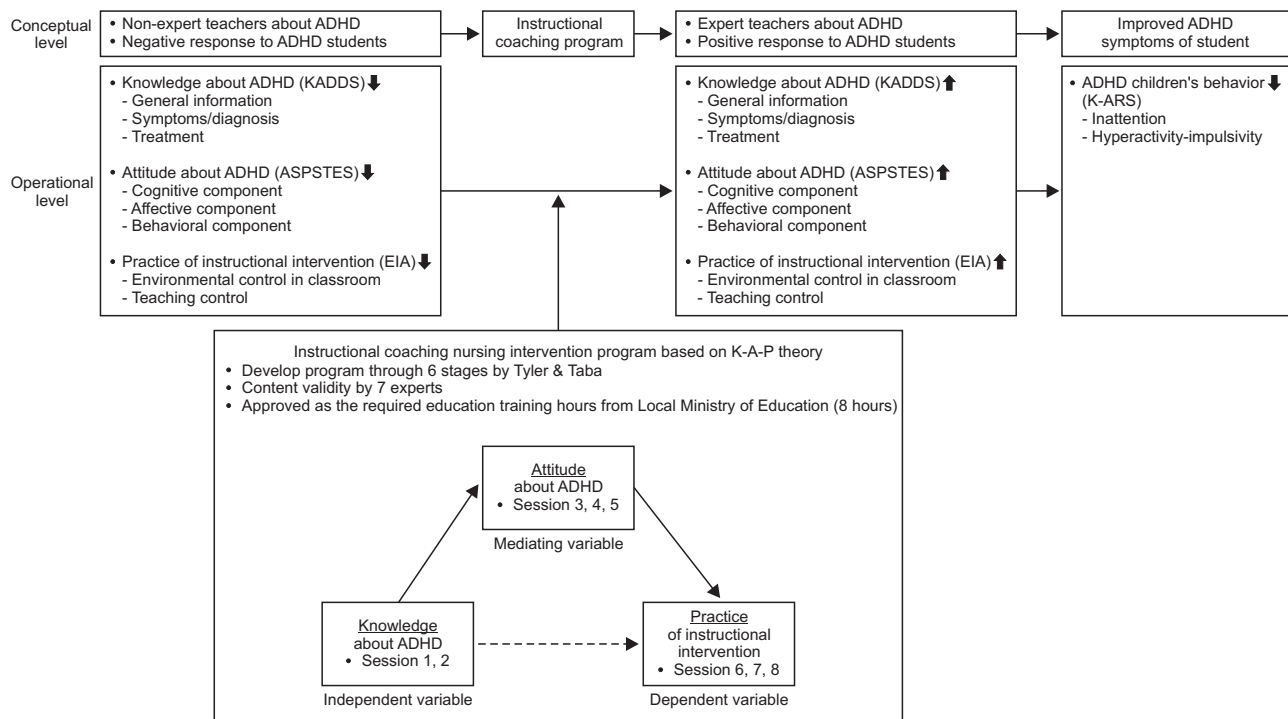 Conceptual
level
• Non-expert teachers about ADHD
• Negative response to ADHD students
Instructional
coaching program
• Expert teachers about ADHD
• Positive response to ADHD students
Improved ADHD
symptoms of student
Operational
level
• Knowledge about ADHD (KADDS)
- General information
- Symptoms/diagnosis
- Treatment
• Attitude about ADHD (ASPSTES)
- Cognitive component
- Affective component
- Behavioral component
• Practice of instructional intervention (EIA)
- Environmental control in classroom
- Teaching control
• Knowledge about ADHD (KADDS)
- General information
- Symptoms/diagnosis
- Treatment
• Attitude about ADHD (ASPSTES)
- Cognitive component
- Affective component
- Behavioral component
• Practice of instructional intervention (EIA)
- Environmental control in classroom
- Teaching control
• ADHD children's behavior
(K-ARS)
- Inattention
- Hyperactivity-impulsivity
Instructional coaching nursing intervention program based on K-A-P theory
• Develop program through 6 stages by Tyler & Taba
• Content validity by 7 experts
• Approved as the required education training hours from Local Ministry of Education (8 hours)
Attitude
about ADHD
• Session 3, 4, 5
Mediating variable
Knowledge
about ADHD
• Session 1, 2
Independent variable
Practice
of instructional
intervention
• Session 6, 7, 8
Dependent variable